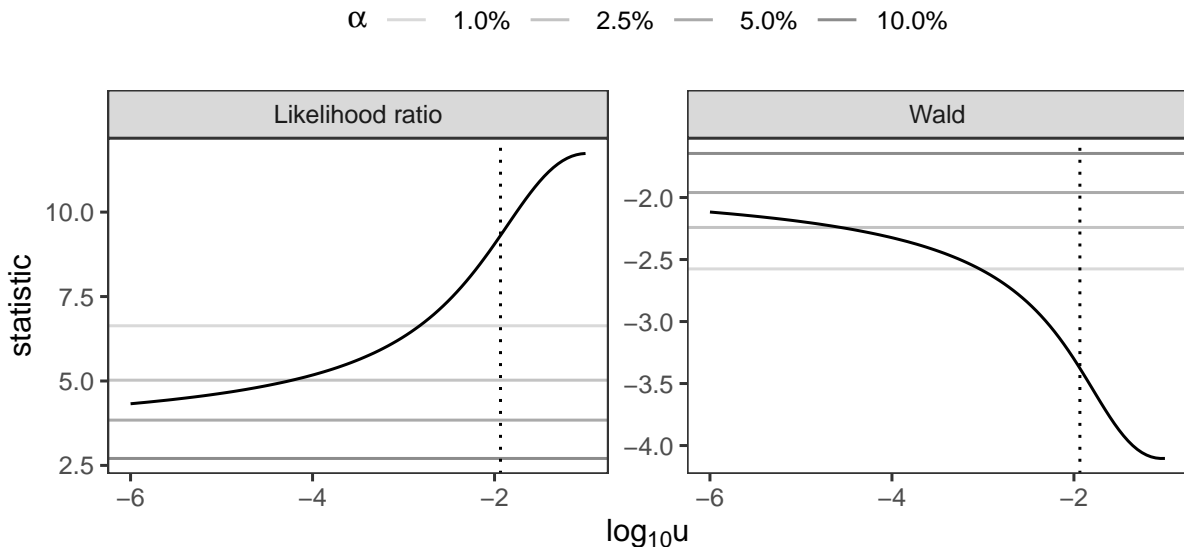 α 1.0% 2.5% 5.0% 10.0%
Likelihood ratio
Wald
statistic
10.0
7.5
5.0
2.5
−6 −4 −2
−2.0
−2.5
−3.0
−3.5
−4.0
−6 −4 −2
log₁₀u